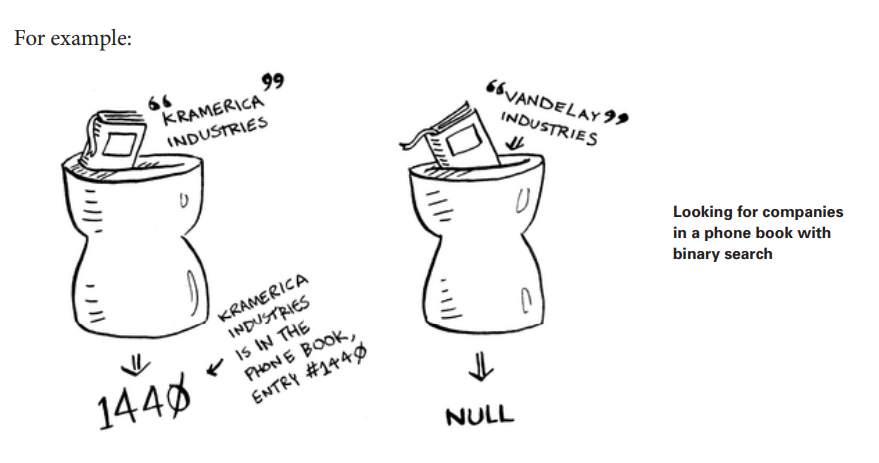 For example:
“KRAMERICA
INDUSTRIES”
KRAMERICA
INDUSTRIES
IS IN THE
PHONE BOOK,
ENTRY #1440
1440
“VANDELAY”
INDUSTRIES
NULL
Looking for companies
in a phone book with
binary search